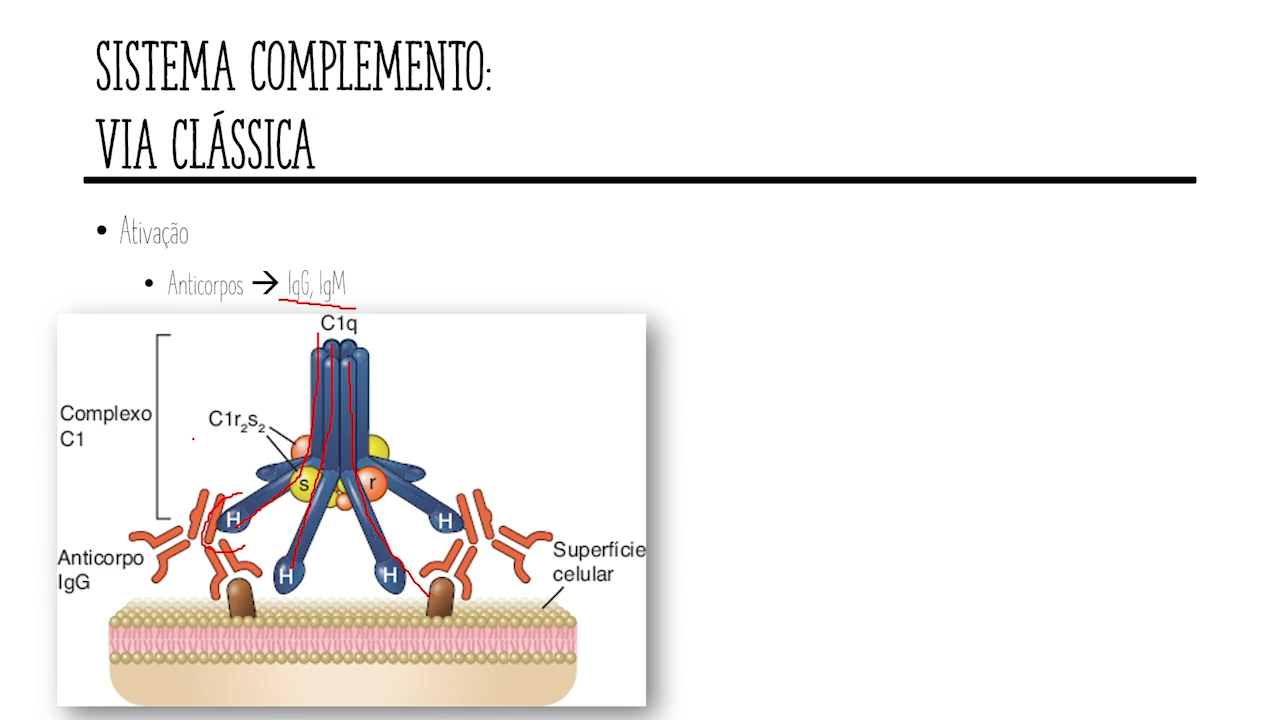 SISTEMA COMPLEMENTO:
VIA CLÁSSICA
• Ativação
• Anticorpos → IgG, IgM
C1q
Complexo
C1
C1r₂s₂
s
r
H
H
H
H
Anticorpo
IgG
Superfície
celular